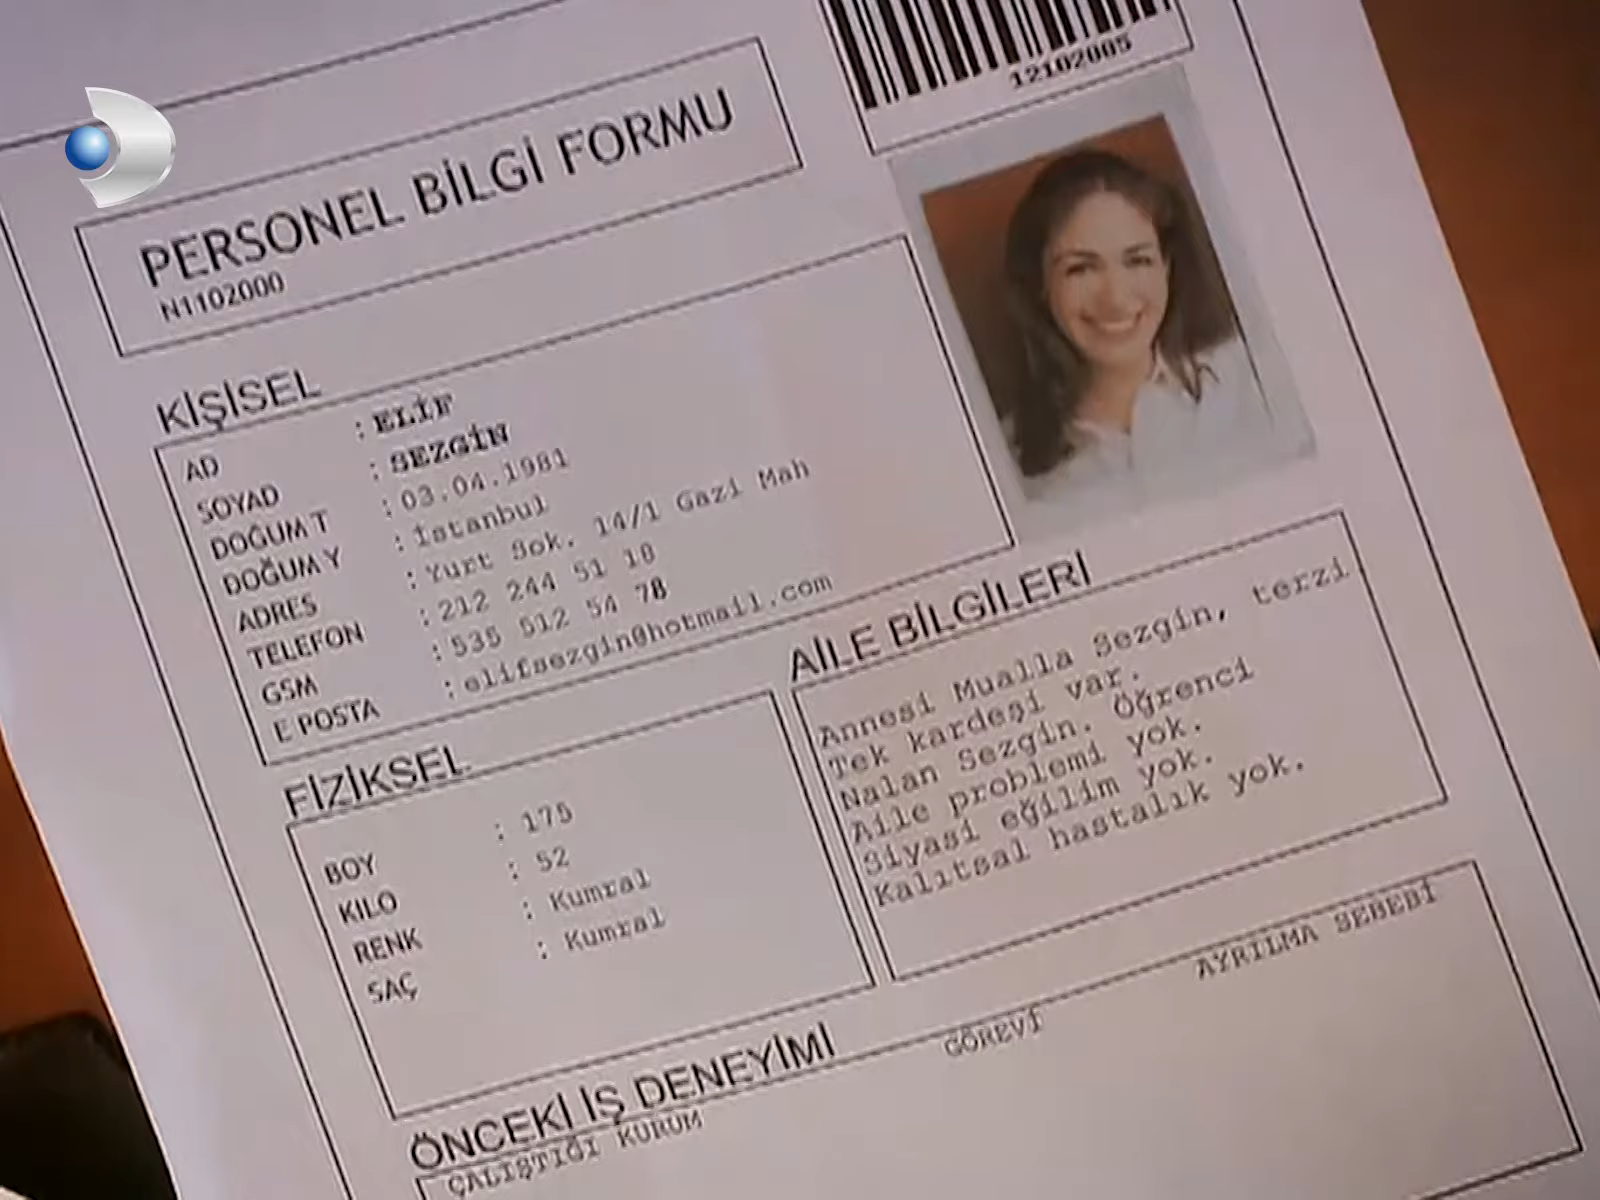 12102005
PERSONEL BİLGİ FORMU
N1102000
KİŞİSEL
AD : ELİF
SOYAD : SEZGİN
DOĞUM T : 03.04.1981
DOĞUM Y : İstanbul
ADRES : Yurt Sok. 14/1 Gazi Mah
TELEFON : 212 244 51 18
GSM : 535 512 54 78
E POSTA : elifsezgin@hotmail.com
FİZİKSEL
BOY : 175
KILO : 52
RENK : Kumral
SAÇ : Kumral
AİLE BİLGİLERİ
Annesi Mualla Sezgin, terzi
Tek kardeşi var.
Nalan Sezgin. Öğrenci
Aile problemi yok.
Siyasi eğilim yok.
Kalıtsal hastalık yok.
ÖNCEKİ İŞ DENEYİMİ
ÇALIŞTIĞI KURUM GÖREVİ AYRILMA SEBEBİ